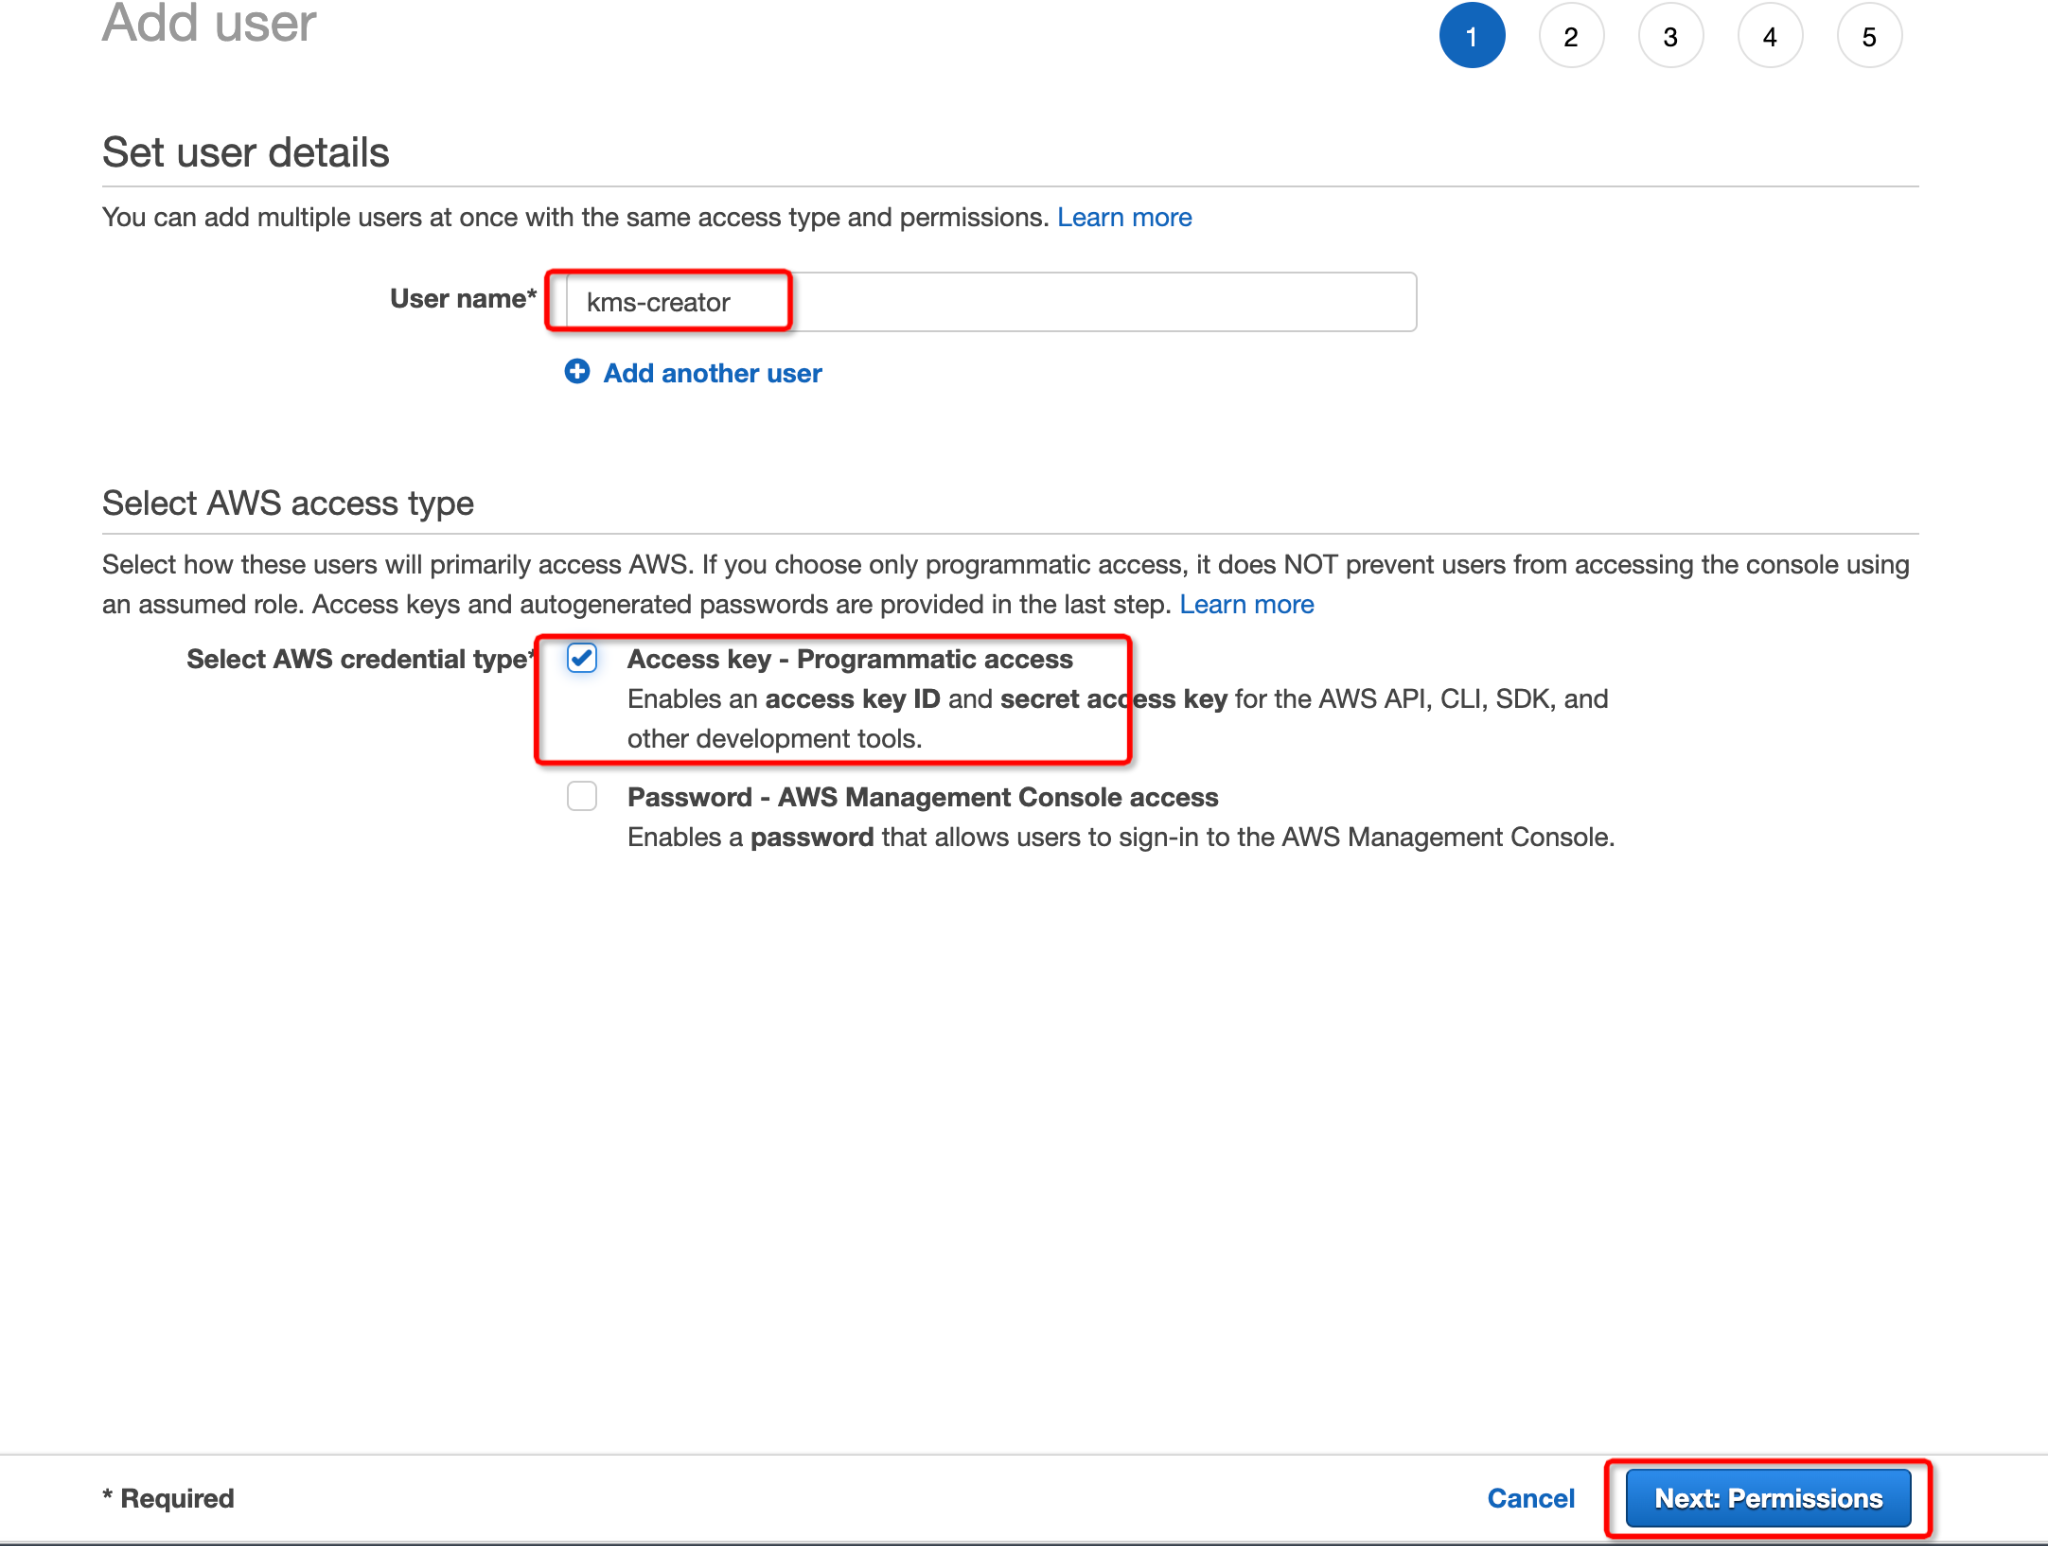 Add user
1 2 3 4 5
Set user details
You can add multiple users at once with the same access type and permissions. Learn more
User name* kms-creator
Add another user
Select AWS access type
Select how these users will primarily access AWS. If you choose only programmatic access, it does NOT prevent users from accessing the console using
an assumed role. Access keys and autogenerated passwords are provided in the last step. Learn more
Select AWS credential type* Access key - Programmatic access
Enables an access key ID and secret access key for the AWS API, CLI, SDK, and
other development tools.
Password - AWS Management Console access
Enables a password that allows users to sign-in to the AWS Management Console.
* Required Cancel Next: Permissions